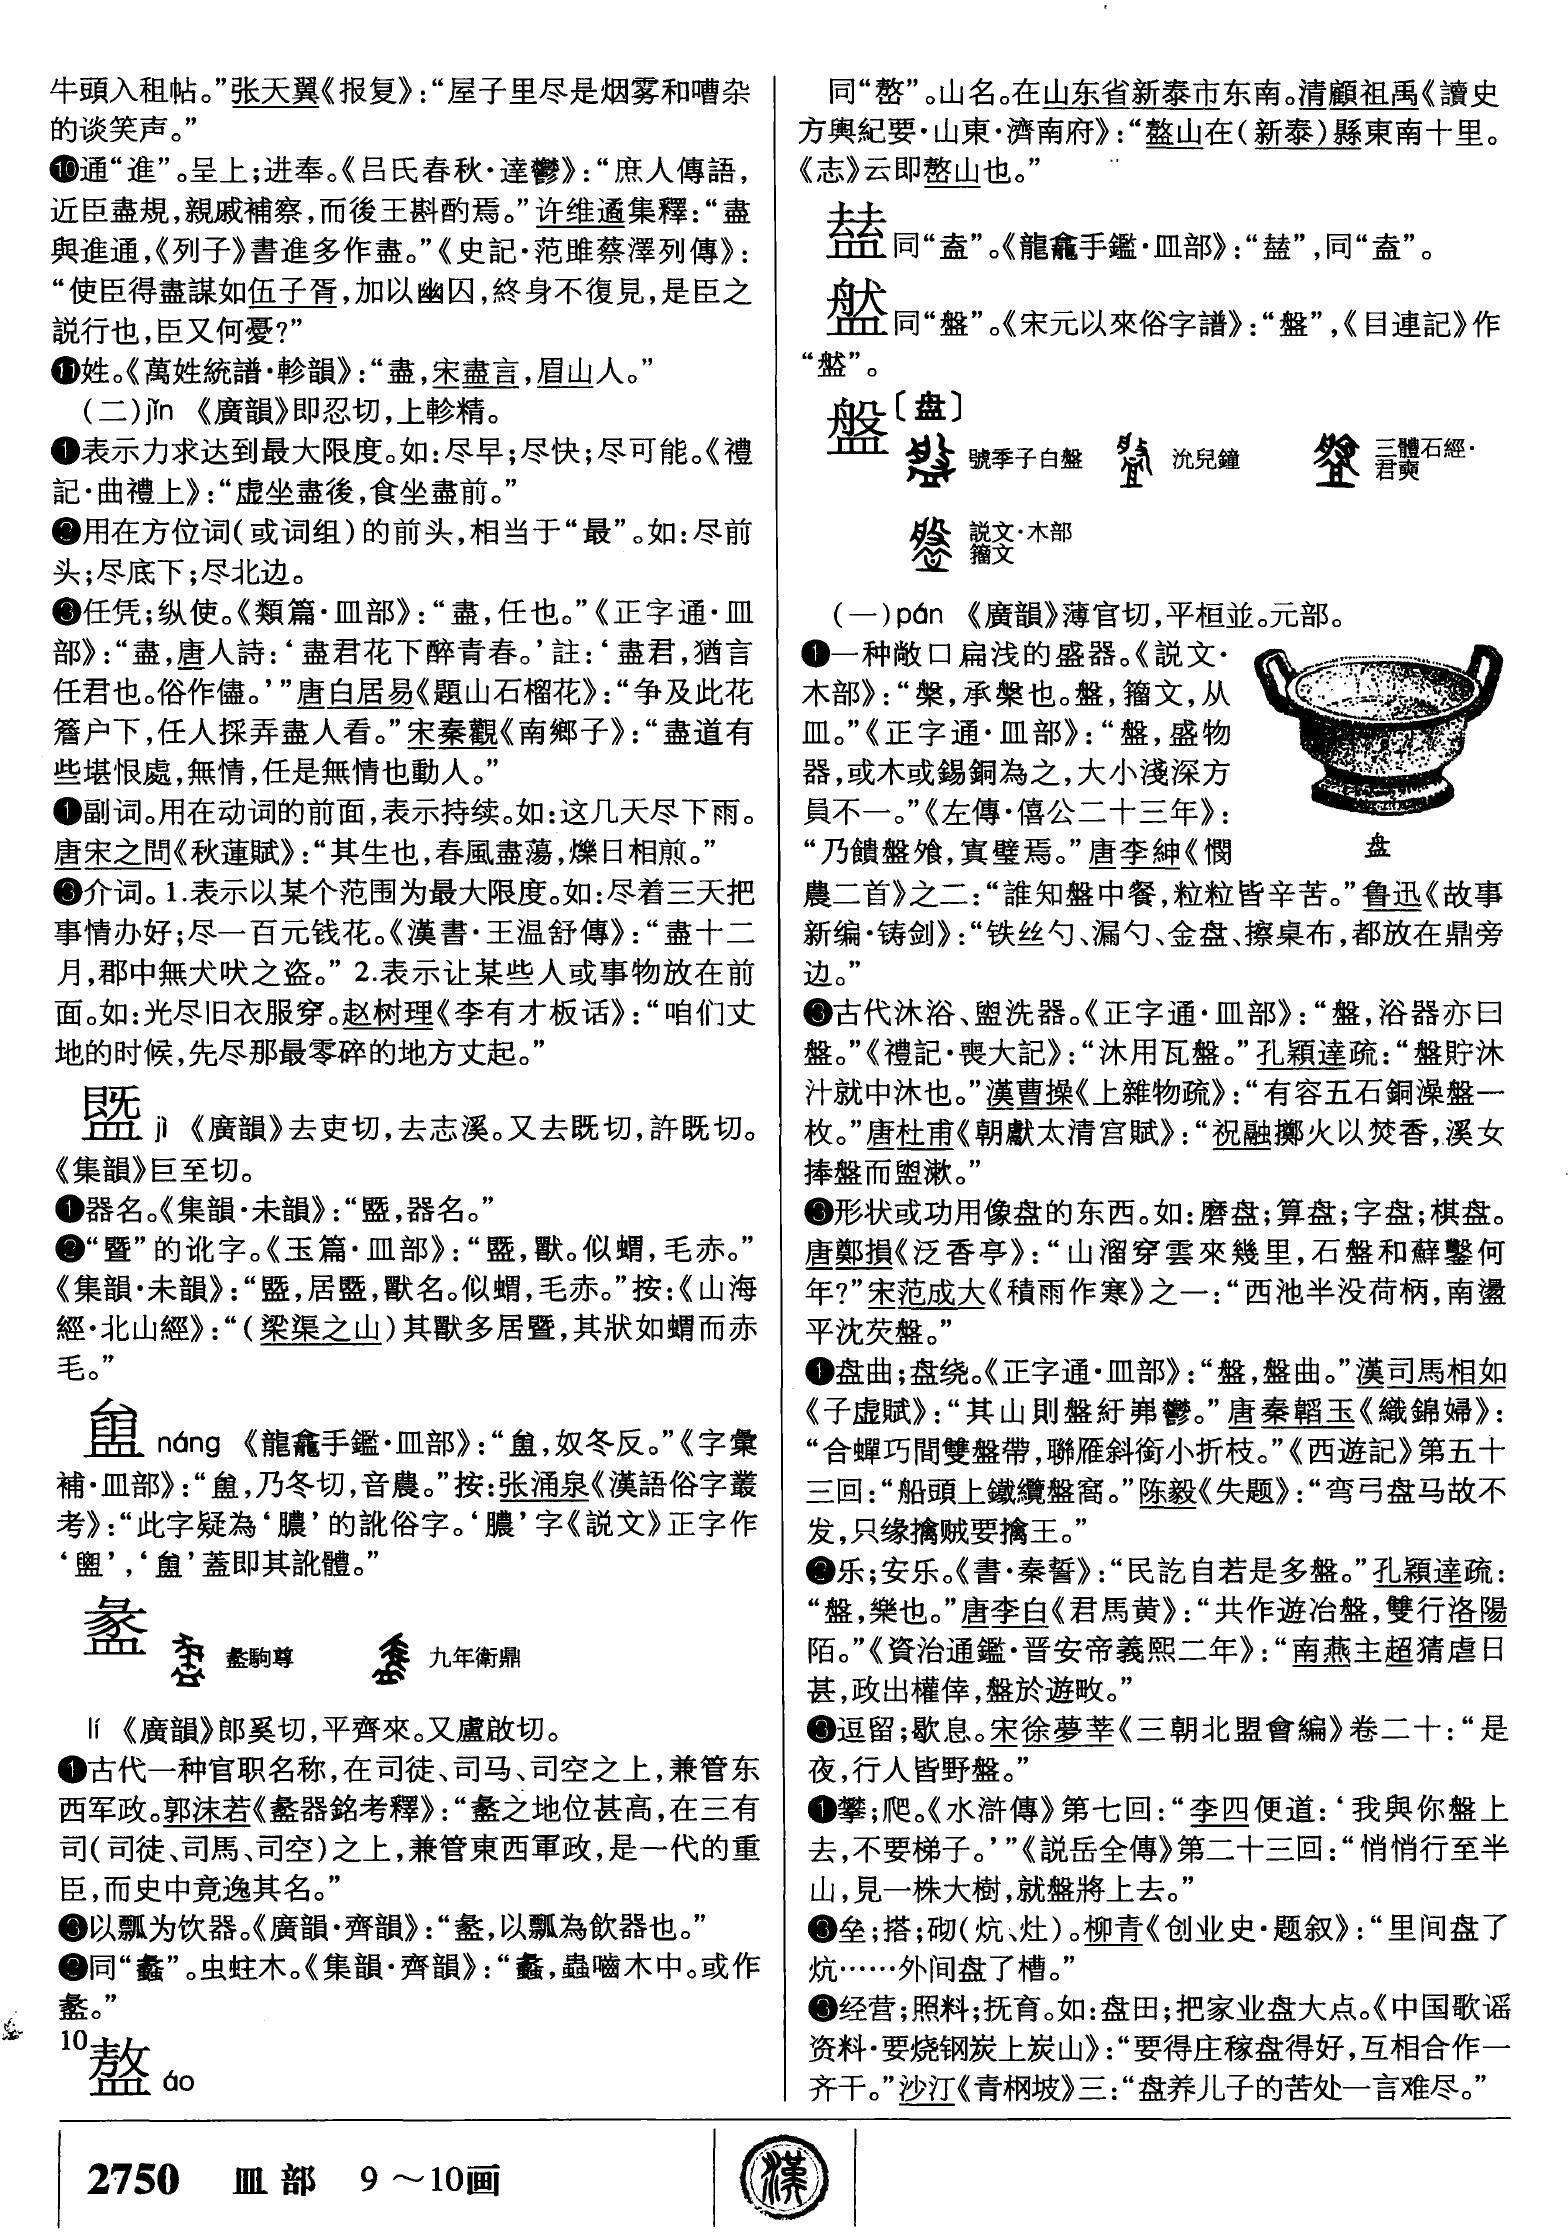 牛頭入租帖。”张天翼《报复》：“屋子里尽是烟雾和嘈杂
的谈笑声。”
❿通“進”。呈上；进奉。《吕氏春秋·達鬱》：“庶人傳語，
近臣盡規，親戚補察，而後王斟酌焉。”许维遹集釋：“盡
與進通，《列子》書進多作盡。”《史記·范雎蔡澤列傳》：
“使臣得盡謀如伍子胥，加以幽囚，終身不復見，是臣之
説行也，臣又何憂？”
⓫姓。《萬姓統譜·軫韻》：“盡，宋盡言，眉山人。”
（二）jǐn 《廣韻》即忍切，上軫精。
❶表示力求达到最大限度。如：尽早；尽快；尽可能。《禮
記·曲禮上》：“虚坐盡後，食坐盡前。”
❷用在方位词（或词组）的前头，相当于“最”。如：尽前
头；尽底下；尽北边。
❸任凭；纵使。《類篇·皿部》：“盡，任也。”《正字通·皿
部》：“盡，唐人詩：‘盡君花下醉青春。’註：‘盡君，猶言
任君也。俗作儘。’”唐白居易《題山石榴花》：“争及此花
簷户下，任人採弄盡人看。”宋秦觀《南鄉子》：“盡道有
些堪恨處，無情，任是無情也動人。”
❶副词。用在动词的前面，表示持续。如：这几天尽下雨。
唐宋之問《秋蓮賦》：“其生也，春風盡蕩，爍日相煎。”
❸介词。1.表示以某个范围为最大限度。如：尽着三天把
事情办好；尽一百元钱花。《漢書·王温舒傳》：“盡十二
月，郡中無犬吠之盗。” 2.表示让某些人或事物放在前
面。如：光尽旧衣服穿。赵树理《李有才板话》：“咱们丈
地的时候，先尽那最零碎的地方丈起。”
㮣 jì 《廣韻》去吏切，去志溪。又去既切，許既切。
《集韻》巨至切。
❶器名。《集韻·未韻》：“，器名。”
❷“暨”的讹字。《玉篇·皿部》：“，獸。似蝟，毛赤。”
《集韻·未韻》：“，居，獸名。似蝟，毛赤。”按：《山海
經·北山經》：“（梁渠之山）其獸多居暨，其狀如蝟而赤
毛。”
náng 《龍龕手鑑·皿部》：“，奴冬反。”《字彙
補·皿部》：“，乃冬切，音農。”按：张涌泉《漢語俗字叢
考》：“此字疑為‘膿’的訛俗字。‘膿’字《説文》正字作
‘盥’，‘’蓋即其訛體。”
盠 盠駒尊 九年衛鼎
lí 《廣韻》郎奚切，平齊來。又盧啟切。
❶古代一种官职名称，在司徒、司马、司空之上，兼管东
西军政。郭沫若《盠器銘考釋》：“盠之地位甚高，在三有
司（司徒、司馬、司空）之上，兼管東西軍政，是一代的重
臣，而史中竟逸其名。”
❸以瓢为饮器。《廣韻·齊韻》：“盠，以瓢為飲器也。”
❷同“蠡”。虫蛀木。《集韻·齊韻》：“蠡，蟲嚙木中。或作
盠。”
10
áo
同“嶅”。山名。在山东省新泰市东南。清顧祖禹《讀史
方輿紀要·山東·濟南府》：“山在（新泰）縣東南十里。
《志》云即嶅山也。”
同“盍”。《龍龕手鑑·皿部》：“”，同“盍”。
同“盤”。《宋元以來俗字譜》：“盤”，《目連記》作
“”。
盤〔盘〕
虢季子白盤 沇兒鐘 三體石經·
君奭
説文·木部
籀文
（一）pán 《廣韻》薄官切，平桓並。元部。
❶一种敞口扁浅的盛器。《説文·
木部》：“槃，承槃也。盤，籀文，从
皿。”《正字通·皿部》：“盤，盛物
器，或木或錫銅為之，大小淺深方
員不一。”《左傳·僖公二十三年》：
“乃饋盤飧，寘璧焉。”唐李紳《憫
盘
農二首》之二：“誰知盤中餐，粒粒皆辛苦。”鲁迅《故事
新编·铸剑》：“铁丝勺、漏勺、金盘、擦桌布，都放在鼎旁
边。”
❸古代沐浴、盥洗器。《正字通·皿部》：“盤，浴器亦曰
盤。”《禮記·喪大記》：“沐用瓦盤。”孔穎達疏：“盤貯沐
汁就中沐也。”漢曹操《上雜物疏》：“有容五石銅澡盤一
枚。”唐杜甫《朝獻太清宫賦》：“祝融擲火以焚香，溪女
捧盤而盥漱。”
❸形状或功用像盘的东西。如：磨盘；算盘；字盘；棋盘。
唐鄭損《泛香亭》：“山溜穿雲來幾里，石盤和蘚鑿何
年？”宋范成大《積雨作寒》之一：“西池半没荷柄，南盪
平沈芡盤。”
❶盘曲；盘绕。《正字通·皿部》：“盤，盤曲。”漢司馬相如
《子虚賦》：“其山則盤紆岪鬱。”唐秦韜玉《織錦婦》：
“合蟬巧間雙盤帶，聯雁斜銜小折枝。”《西遊記》第五十
三回：“船頭上鐵纜盤窩。”陈毅《失题》：“弯弓盘马故不
发，只缘擒贼要擒王。”
❷乐；安乐。《書·秦誓》：“民訖自若是多盤。”孔穎達疏：
“盤，樂也。”唐李白《君馬黄》：“共作遊冶盤，雙行洛陽
陌。”《資治通鑑·晋安帝義熙二年》：“南燕主超猜虐日
甚，政出權倖，盤於遊畋。”
❸逗留；歇息。宋徐夢莘《三朝北盟會編》卷二十：“是
夜，行人皆野盤。”
❶攀；爬。《水滸傳》第七回：“李四便道：‘我與你盤上
去，不要梯子。’”《説岳全傳》第二十三回：“悄悄行至半
山，見一株大樹，就盤將上去。”
❸垒；搭；砌（炕、灶）。柳青《创业史·题叙》：“里间盘了
炕……外间盘了槽。”
❸经营；照料；抚育。如：盘田；把家业盘大点。《中国歌谣
资料·要烧钢炭上炭山》：“要得庄稼盘得好，互相合作一
齐干。”沙汀《青枫坡》三：“盘养儿子的苦处一言难尽。”
2750 皿部 9～10画
漢